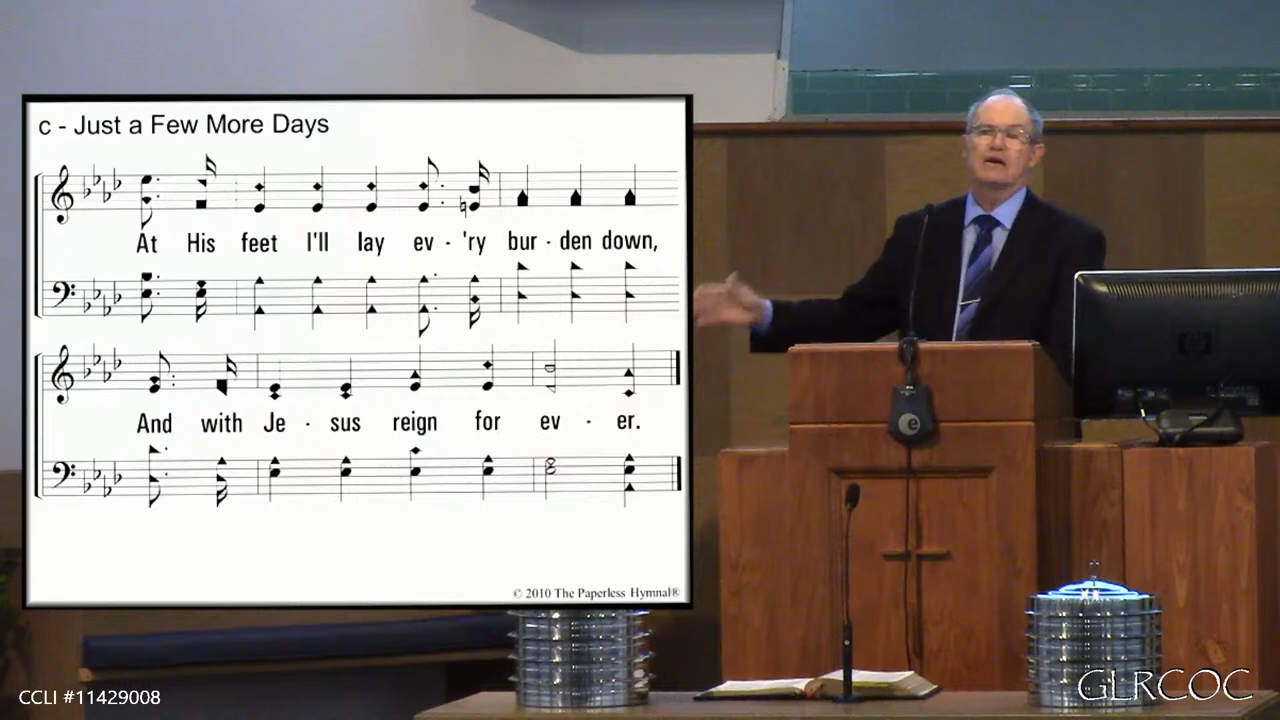 c - Just a Few More Days
At His feet I'll lay ev - 'ry bur - den down,
And with Je - sus reign for ev - er.
© 2010 The Paperless Hymnal®
CCLI #11429008
GLRCOC